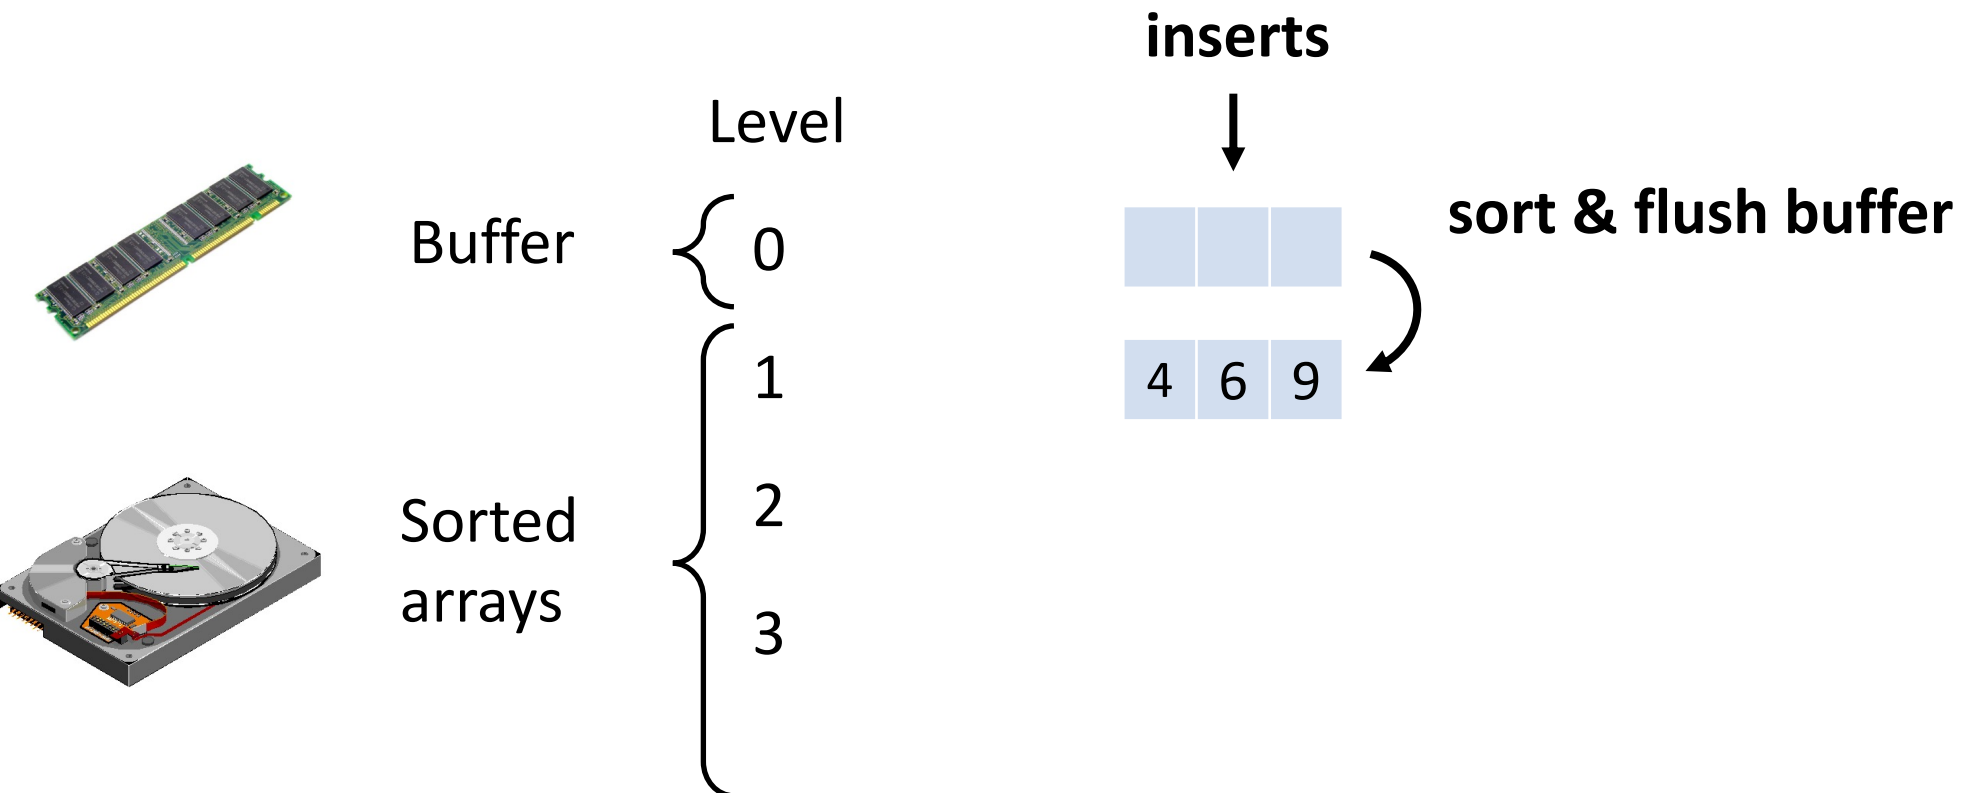 inserts
Level
Buffer
0
sort & flush buffer
1
4 6 9
Sorted
arrays
2
3